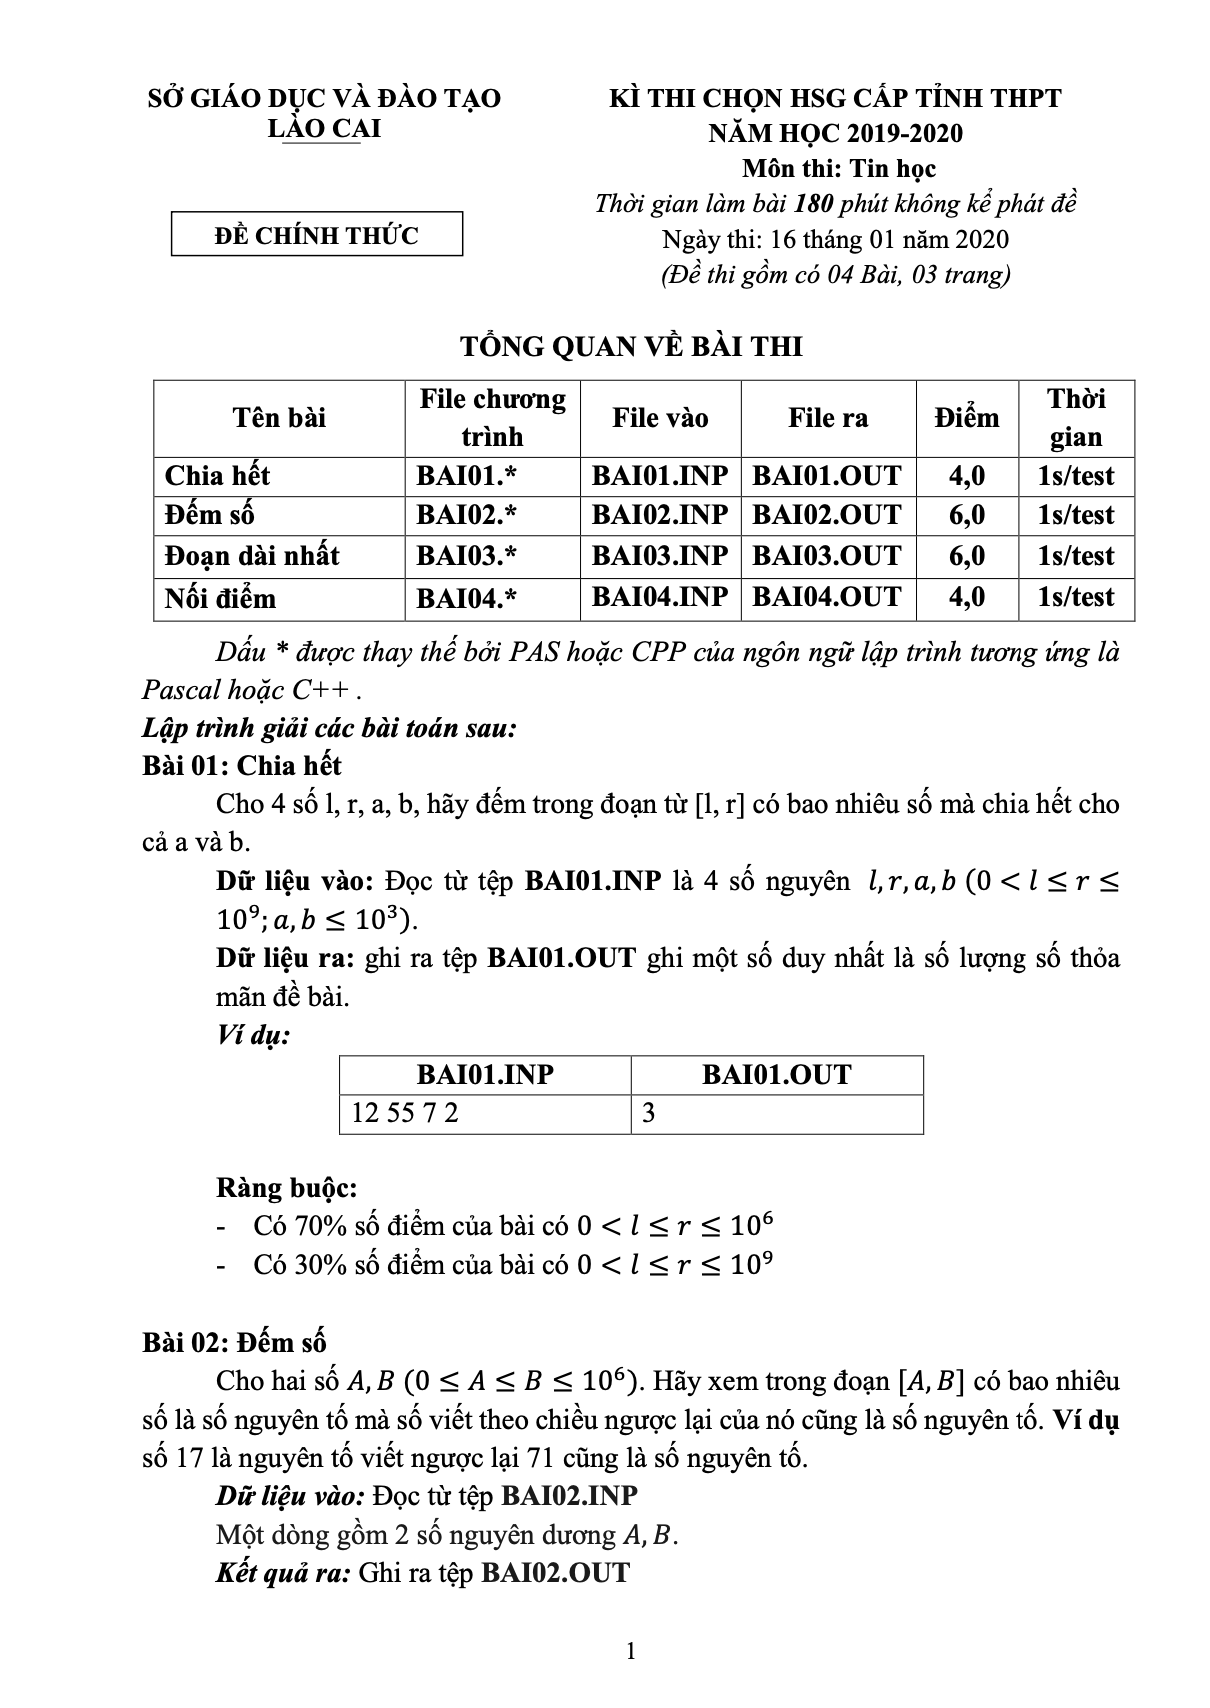 SỞ GIÁO DỤC VÀ ĐÀO TẠO
LÀO CAI
ĐỀ CHÍNH THỨC
KÌ THI CHỌN HSG CẤP TỈNH THPT
NĂM HỌC 2019-2020
Môn thi: Tin học
Thời gian làm bài 180 phút không kể phát đề
Ngày thi: 16 tháng 01 năm 2020
(Đề thi gồm có 04 Bài, 03 trang)
TỔNG QUAN VỀ BÀI THI
Tên bài | File chương trình | File vào | File ra | Điểm | Thời gian
Chia hết | BAI01.* | BAI01.INP | BAI01.OUT | 4,0 | 1s/test
Đếm số | BAI02.* | BAI02.INP | BAI02.OUT | 6,0 | 1s/test
Đoạn dài nhất | BAI03.* | BAI03.INP | BAI03.OUT | 6,0 | 1s/test
Nối điểm | BAI04.* | BAI04.INP | BAI04.OUT | 4,0 | 1s/test
Dấu * được thay thế bởi PAS hoặc CPP của ngôn ngữ lập trình tương ứng là
Pascal hoặc C++ .
Lập trình giải các bài toán sau:
Bài 01: Chia hết
Cho 4 số l, r, a, b, hãy đếm trong đoạn từ [l, r] có bao nhiêu số mà chia hết cho
cả a và b.
Dữ liệu vào: Đọc từ tệp BAI01.INP là 4 số nguyên l, r, a, b (0 < l ≤ r ≤
10⁹; a, b ≤ 10³).
Dữ liệu ra: ghi ra tệp BAI01.OUT ghi một số duy nhất là số lượng số thỏa
mãn đề bài.
Ví dụ:
BAI01.INP | BAI01.OUT
12 55 7 2 | 3
Ràng buộc:
- Có 70% số điểm của bài có 0 < l ≤ r ≤ 10⁶
- Có 30% số điểm của bài có 0 < l ≤ r ≤ 10⁹
Bài 02: Đếm số
Cho hai số A, B (0 ≤ A ≤ B ≤ 10⁶). Hãy xem trong đoạn [A, B] có bao nhiêu
số là số nguyên tố mà số viết theo chiều ngược lại của nó cũng là số nguyên tố. Ví dụ
số 17 là nguyên tố viết ngược lại 71 cũng là số nguyên tố.
Dữ liệu vào: Đọc từ tệp BAI02.INP
Một dòng gồm 2 số nguyên dương A, B.
Kết quả ra: Ghi ra tệp BAI02.OUT
1